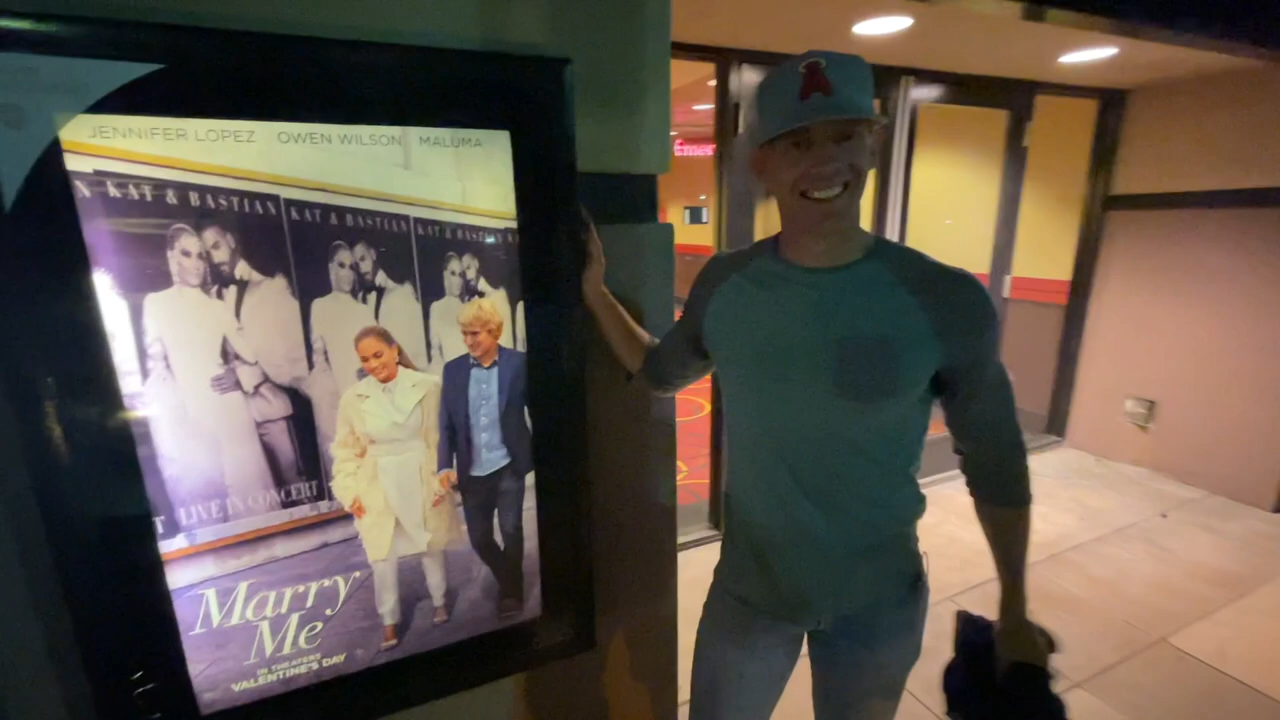 JENNIFER LOPEZ OWEN WILSON MALUMA
N KAT & BASTIAN
KAT & BASTIAN
KAT & BASTIAN
T LIVE IN CONCERT
Marry
Me
IN THEATERS
VALENTINE'S DAY
A